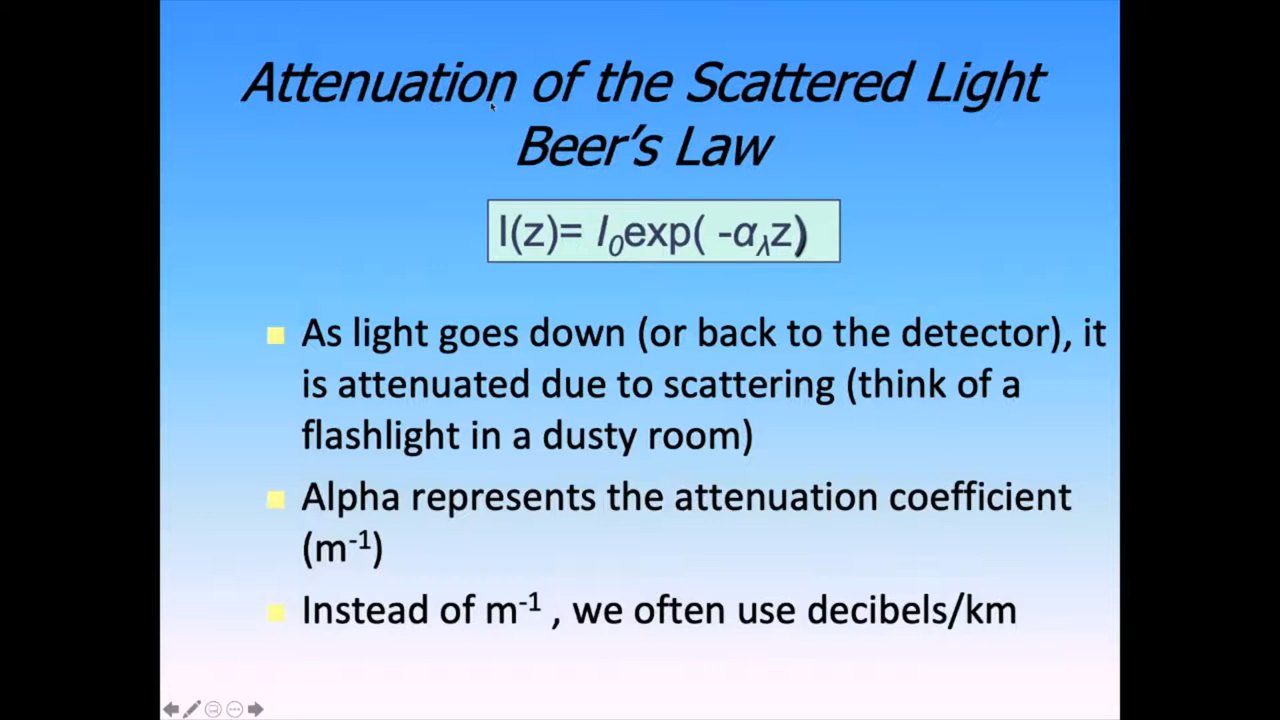 Attenuation of the Scattered Light
Beer's Law
I(z)= I₀exp( -α_λz)
As light goes down (or back to the detector), it
is attenuated due to scattering (think of a
flashlight in a dusty room)
Alpha represents the attenuation coefficient
(m⁻¹)
Instead of m⁻¹ , we often use decibels/km